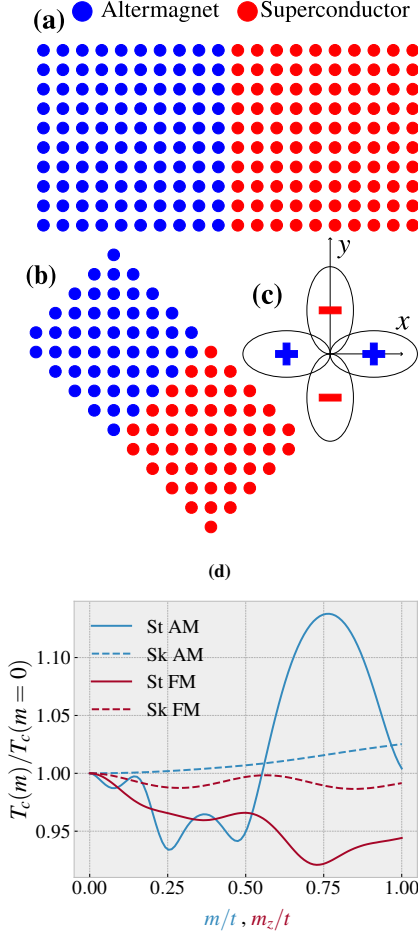 (a) Altermagnet Superconductor
(b)
(c)
y
x
(d)
St AM
Sk AM
St FM
Sk FM
T_c(m)/T_c(m = 0)
1.10
1.05
1.00
0.95
0.00 0.25 0.50 0.75 1.00
m/t , m_z/t